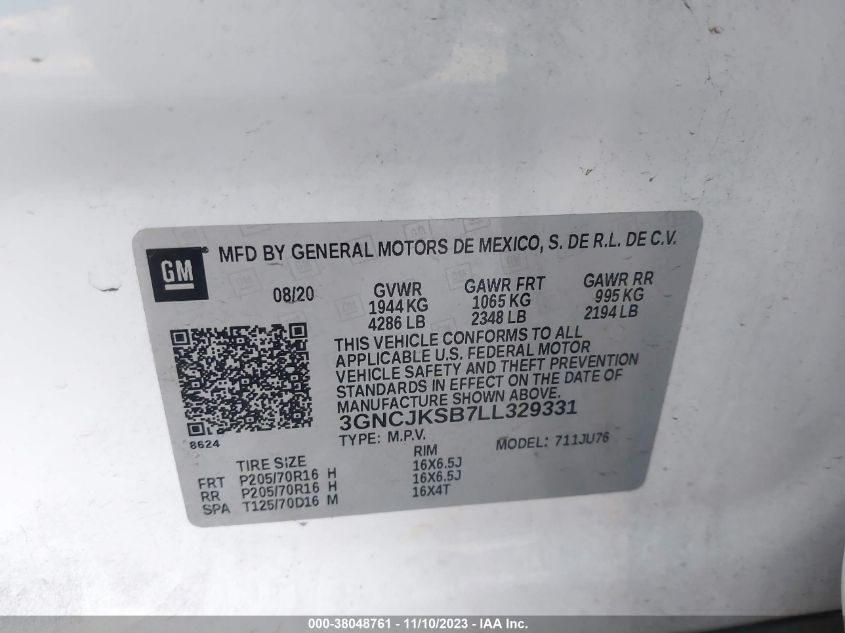 GM ® MFD BY GENERAL MOTORS DE MEXICO, S. DE R.L. DE C.V.
08/20 GVWR GAWR FRT GAWR RR
1944 KG 1065 KG 995 KG
4286 LB 2348 LB 2194 LB
THIS VEHICLE CONFORMS TO ALL
APPLICABLE U.S. FEDERAL MOTOR
VEHICLE SAFETY AND THEFT PREVENTION
STANDARDS IN EFFECT ON THE DATE OF
MANUFACTURE SHOWN ABOVE.
3GNCJKSB7LL329331
8624 TYPE: M.P.V. MODEL: 711JU76
TIRE SIZE RIM
FRT P205/70R16 H 16X6.5J
RR P205/70R16 H 16X6.5J
SPA T125/70D16 M 16X4T
000-38048761 - 11/10/2023 - IAA Inc.